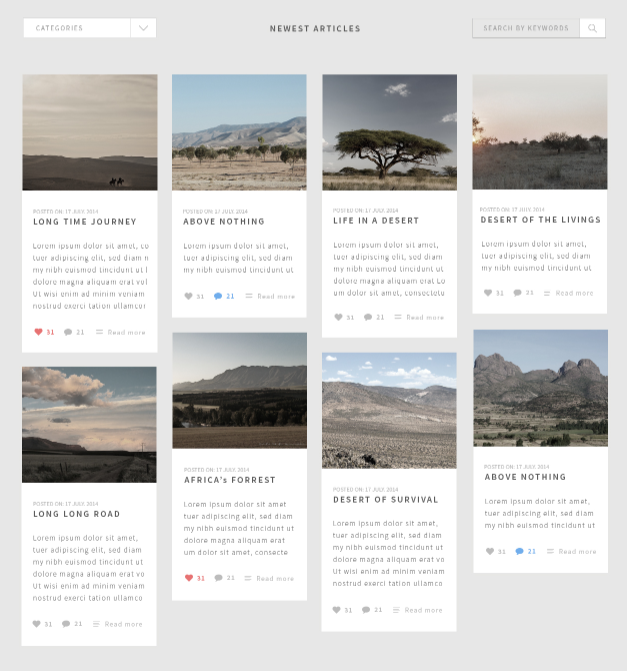 CATEGORIES
NEWEST ARTICLES
SEARCH BY KEYWORDS
POSTED ON: 17 JULY, 2014
LONG TIME JOURNEY
Lorem ipsum dolor sit amet, co
tuer adipiscing elit, sed diam n
my nibh euismod tincidunt ut l
dolore magna aliquam erat vol
Ut wisi enim ad minim veniam
nostrud exerci tation ullamcor
31 21 Read more
POSTED ON: 17 JULY, 2014
LONG LONG ROAD
Lorem ipsum dolor sit amet,
tuer adipiscing elit, sed diam
my nibh euismod tincidunt ut
dolore magna aliquam erat vo
Ut wisi enim ad minim veniam
nostrud exerci tation ullamco
31 21 Read more
POSTED ON: 17 JULY, 2014
ABOVE NOTHING
Lorem ipsum dolor sit amet,
tuer adipiscing elit, sed diam
my nibh euismod tincidunt ut
31 21 Read more
POSTED ON: 17 JULY, 2014
AFRICA's FORREST
Lorem ipsum dolor sit amet
tuer adipiscing elit, sed diam
my nibh euismod tincidunt ut
dolore magna aliquam erat
um dolor sit amet, consecte
31 21 Read more
POSTED ON: 17 JULY, 2014
LIFE IN A DESERT
Lorem ipsum dolor sit amet,
tuer adipiscing elit, sed diam
my nibh euismod tincidunt ut
dolore magna aliquam erat Lo
um dolor sit amet, consectetu
31 21 Read more
POSTED ON: 17 JULY, 2014
DESERT OF SURVIVAL
Lorem ipsum dolor sit amet,
tuer adipiscing elit, sed diam
my nibh euismod tincidunt ut
dolore magna aliquam erat vo
Ut wisi enim ad minim veniam
nostrud exerci tation ullamco
31 21 Read more
POSTED ON: 17 JULY, 2014
DESERT OF THE LIVINGS
Lorem ipsum dolor sit amet,
tuer adipiscing elit, sed diam
my nibh euismod tincidunt ut
31 21 Read more
POSTED ON: 17 JULY, 2014
ABOVE NOTHING
Lorem ipsum dolor sit amet,
tuer adipiscing elit, sed diam
my nibh euismod tincidunt ut
31 21 Read more